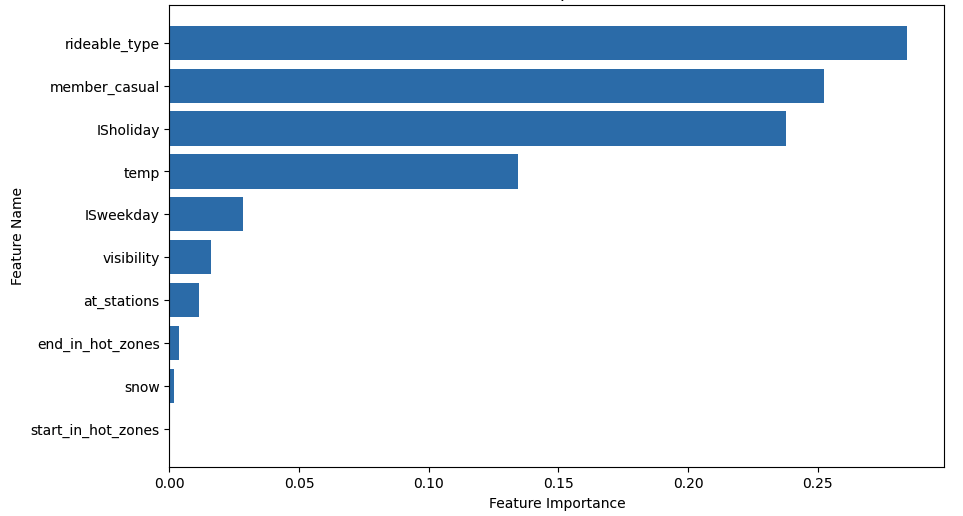 rideable_type
member_casual
ISholiday
temp
ISweekday
visibility
at_stations
end_in_hot_zones
snow
start_in_hot_zones
Feature Name
0.00 0.05 0.10 0.15 0.20 0.25
Feature Importance